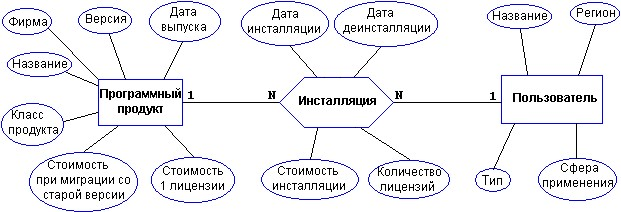 Фирма
Версия
Дата
выпуска
Дата
инсталляции
Дата
деинсталляции
Название
Регион
Название
Программный
продукт
1
N
Инсталляция
N
1
Пользователь
Класс
продукта
Стоимость
при миграции со
старой версии
Стоимость
1 лицензии
Стоимость
инсталляции
Количество
лицензий
Тип
Сфера
применения